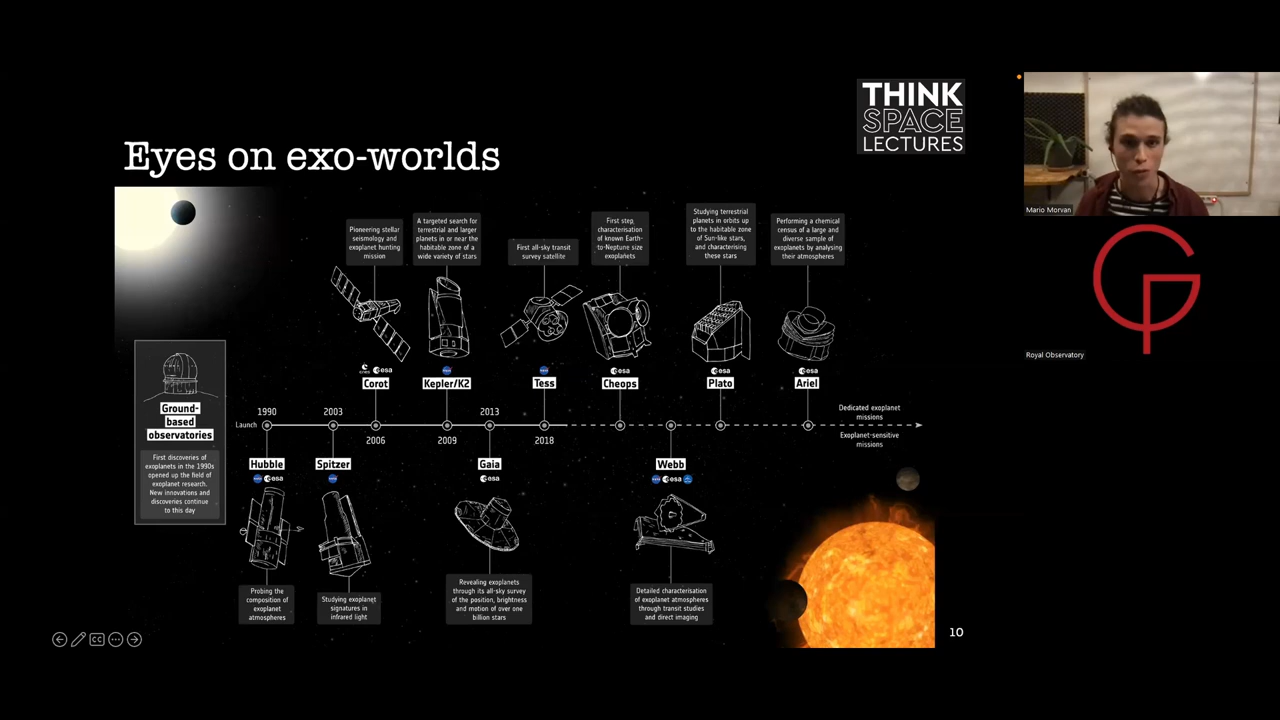 THINK
SPACE
LECTURES
Eyes on exo-worlds
Mario Morvan
Royal Observatory
Pioneering stellar
seismology and
exoplanet hunting
mission
A targeted search for
terrestrial and larger
planets in or near the
habitable zone of a
wide variety of stars
First all-sky transit
survey satellite
First step,
characterisation
of known Earth-
to-Neptune size
exoplanets
Studying terrestrial
planets in orbits up
to the habitable zone
of Sun-like stars,
and characterising
these stars
Performing a chemical
census of a large and
diverse sample of
exoplanets by analysing
their atmospheres
esa
Corot
Kepler/K2
Tess
esa
Cheops
esa
Plato
esa
Ariel
Ground-
based
observatories
First discoveries of
exoplanets in the 1990s
opened up the field of
exoplanet research.
New innovations and
discoveries continue
to this day
Launch
1990
2003
2006
2009
2013
2018
Dedicated exoplanet
missions
Exoplanet-sensitive
missions
Hubble
esa
Spitzer
Gaia
esa
Webb
esa
Probing the
composition of
exoplanet
atmospheres
Studying exoplanet
signatures in
infrared light
Revealing exoplanets
through its all-sky survey
of the position, brightness
and motion of over one
billion stars
Detailed characterisation
of exoplanet atmospheres
through transit studies
and direct imaging
CC
10